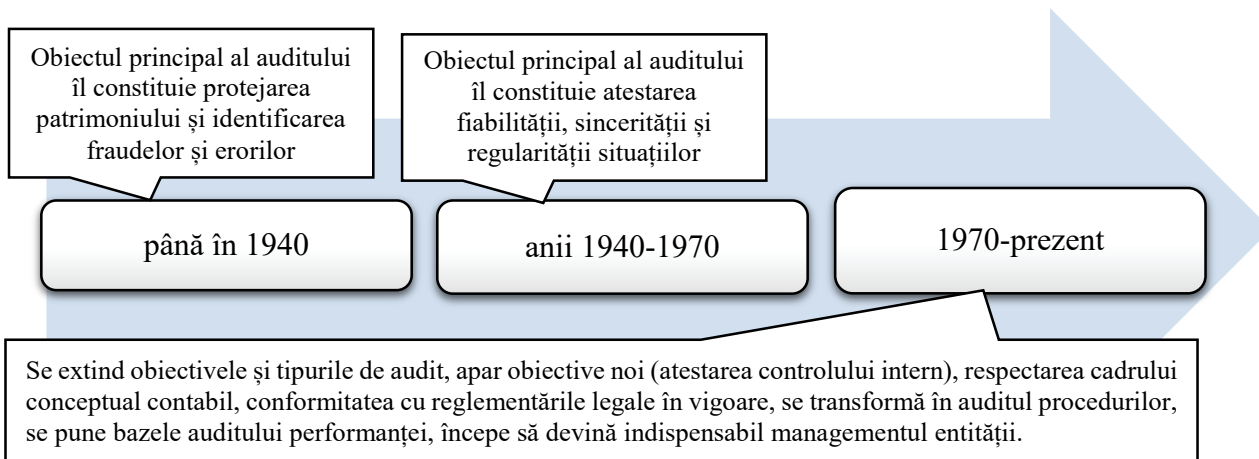 Obiectul principal al auditului
îl constituie protejarea
patrimoniului și identificarea
fraudelor și erorilor
Obiectul principal al auditului
îl constituie atestarea
fiabilității, sincerității și
regularității situațiilor
până în 1940
anii 1940-1970
1970-prezent
Se extind obiectivele și tipurile de audit, apar obiective noi (atestarea controlului intern), respectarea cadrului
conceptual contabil, conformitatea cu reglementările legale în vigoare, se transformă în auditul procedurilor,
se pune bazele auditului performanței, începe să devină indispensabil managementul entității.